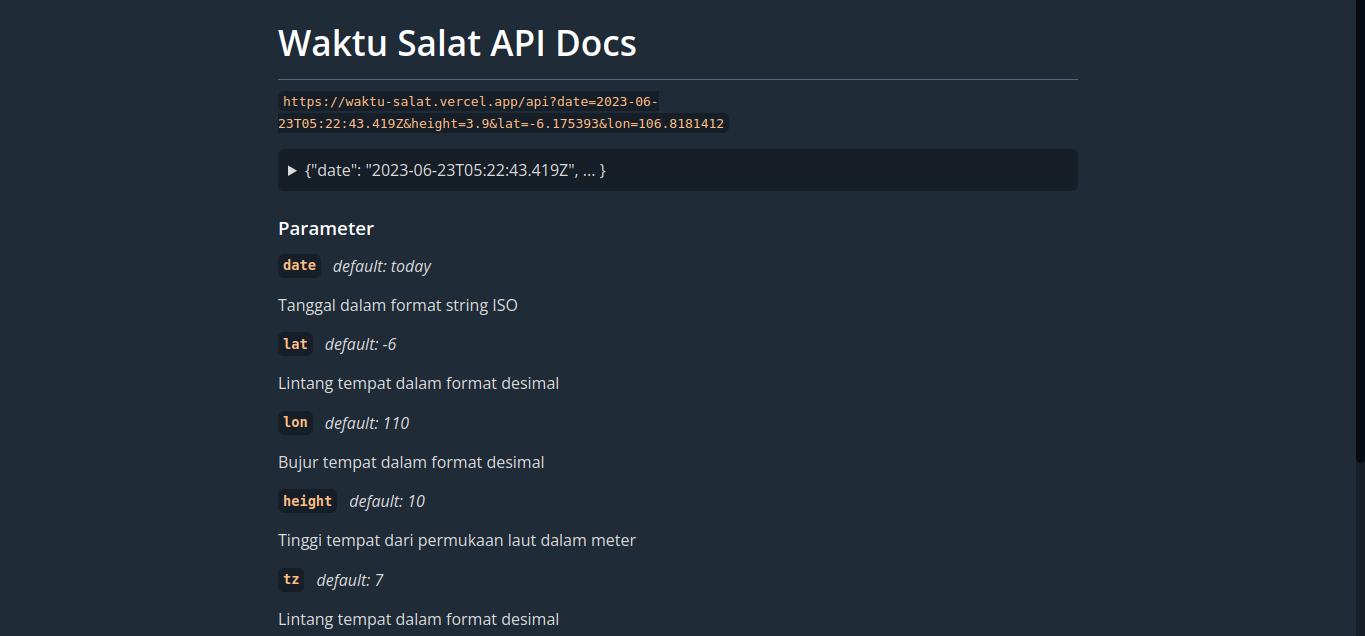 Waktu Salat API Docs
https://waktu-salat.vercel.app/api?date=2023-06-
23T05:22:43.419Z&height=3.9&lat=-6.175393&lon=106.8181412
▶ {"date": "2023-06-23T05:22:43.419Z", ... }
Parameter
date default: today
Tanggal dalam format string ISO
lat default: -6
Lintang tempat dalam format desimal
lon default: 110
Bujur tempat dalam format desimal
height default: 10
Tinggi tempat dari permukaan laut dalam meter
tz default: 7
Lintang tempat dalam format desimal